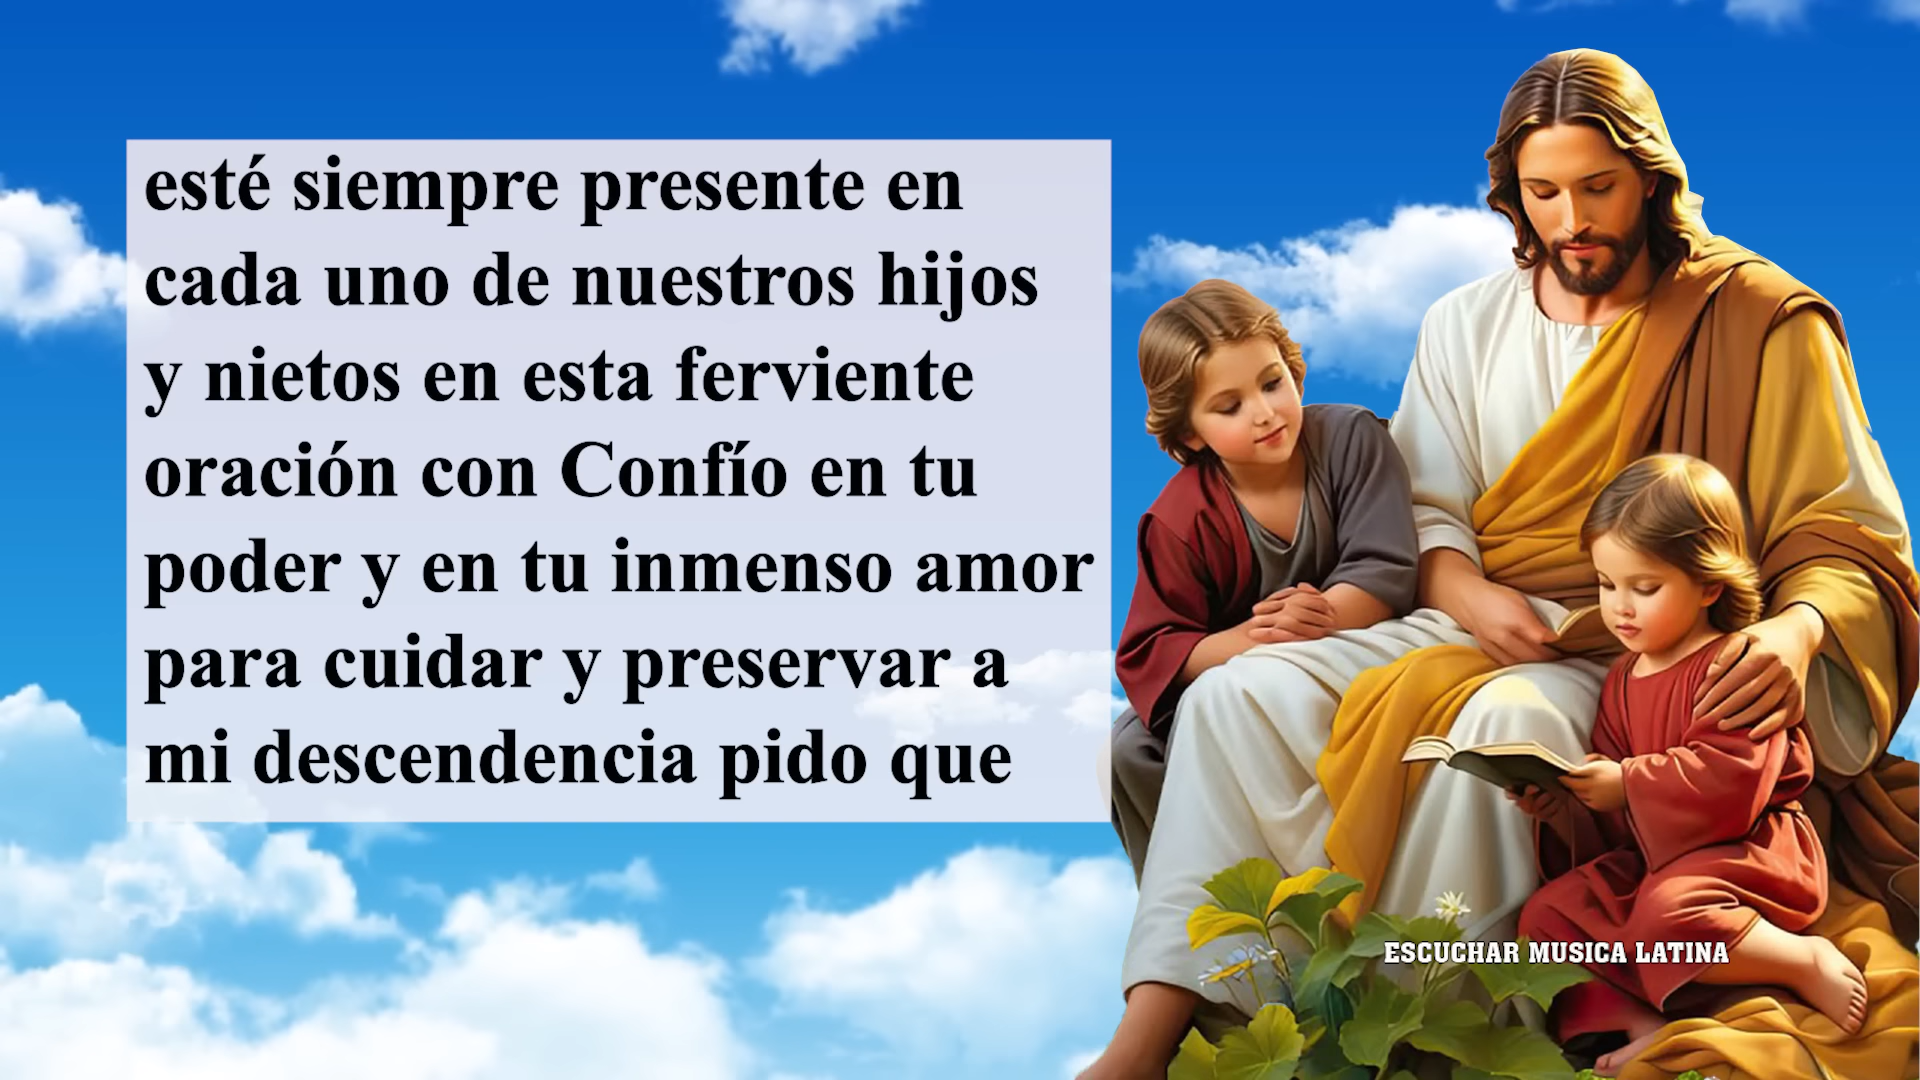 esté siempre presente en
cada uno de nuestros hijos
y nietos en esta ferviente
oración con Confío en tu
poder y en tu inmenso amor
para cuidar y preservar a
mi descendencia pido que
ESCUCHAR MUSICA LATINA